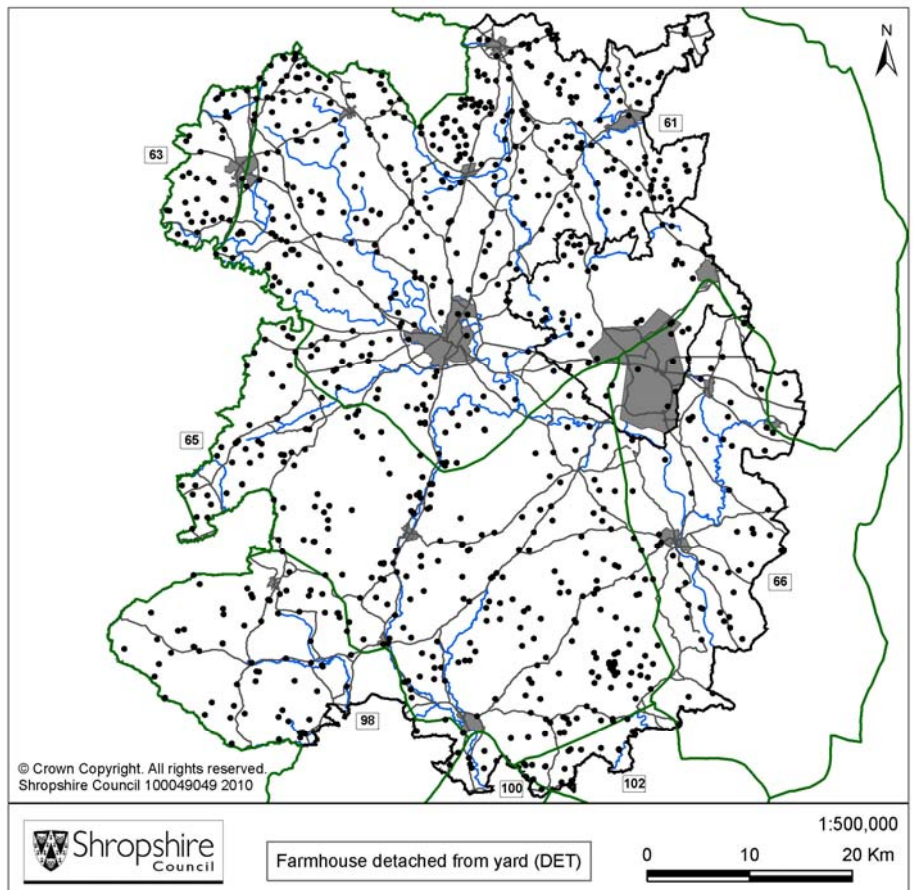 N
61
63
65
66
98
100
102
© Crown Copyright. All rights reserved.
Shropshire Council 100049049 2010
Shropshire
Council
Farmhouse detached from yard (DET)
1:500,000
0 10 20 Km